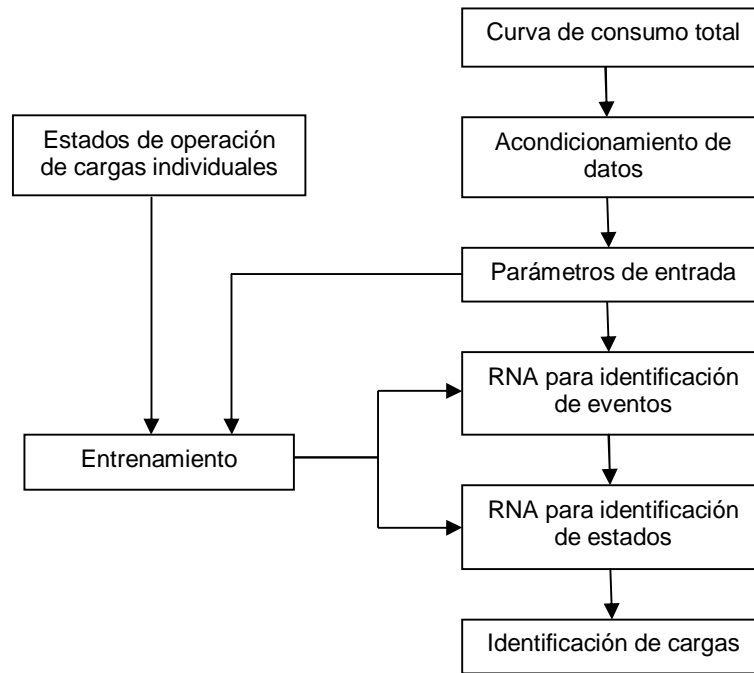 Curva de consumo total
Estados de operación
de cargas individuales
Acondicionamiento de
datos
Parámetros de entrada
RNA para identificación
de eventos
Entrenamiento
RNA para identificación
de estados
Identificación de cargas